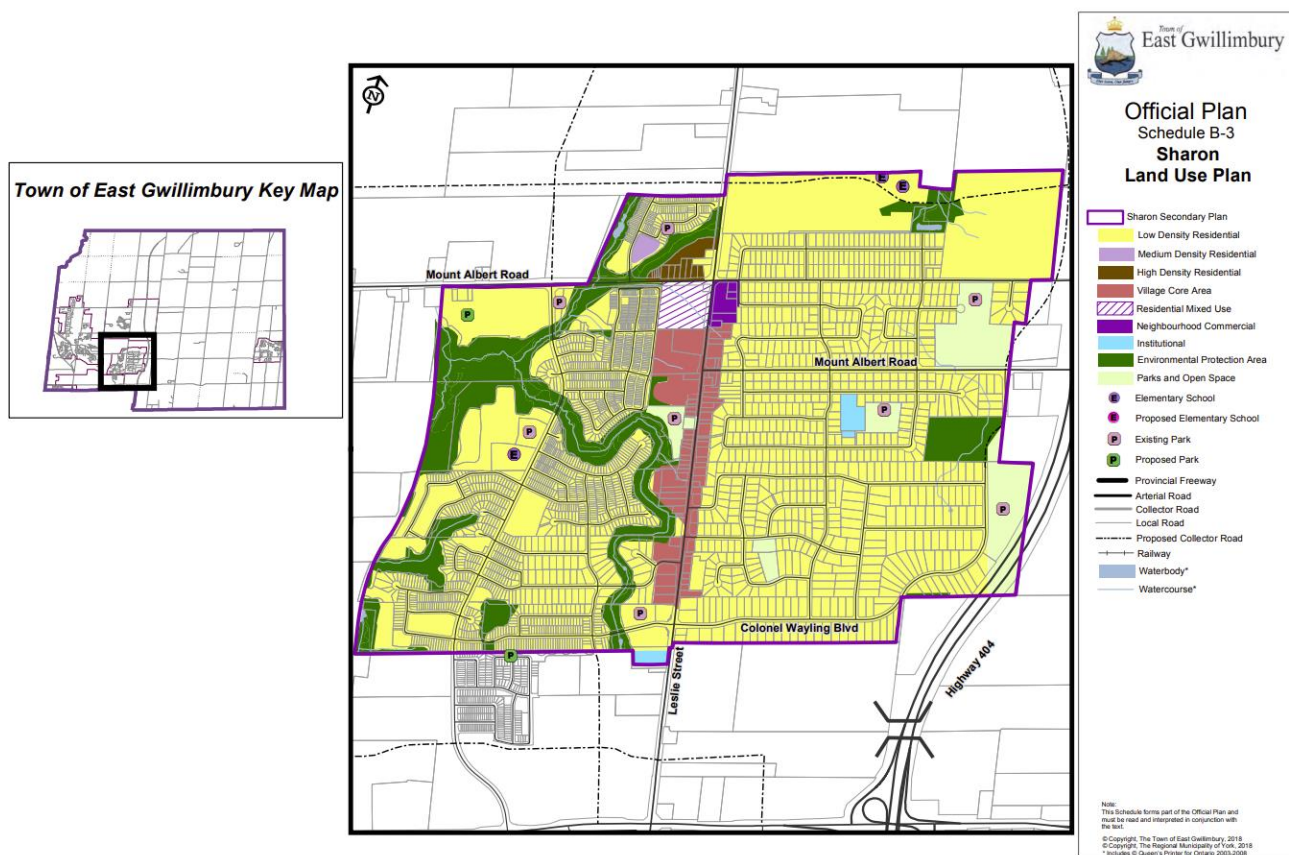 Town of East Gwillimbury Key Map
N
Mount Albert Road
Mount Albert Road
Colonel Wayling Blvd
Leslie Street
Highway 404
P
P
P
P
P
P
P
P
P
P
P
E
E
E
Town of
East Gwillimbury
Official Plan
Schedule B-3
Sharon
Land Use Plan
Sharon Secondary Plan
Low Density Residential
Medium Density Residential
High Density Residential
Village Core Area
Residential Mixed Use
Neighbourhood Commercial
Institutional
Environmental Protection Area
Parks and Open Space
E Elementary School
E Proposed Elementary School
P Existing Park
P Proposed Park
Provincial Freeway
Arterial Road
Collector Road
Local Road
Proposed Collector Road
Railway
Waterbody*
Watercourse*
Note:
This Schedule forms part of the Official Plan and
must be read and interpreted in conjunction with
the text.
© Copyright, The Town of East Gwillimbury, 2018
© Copyright, The Regional Municipality of York, 2018
* Includes © Queen's Printer for Ontario 2003-2008